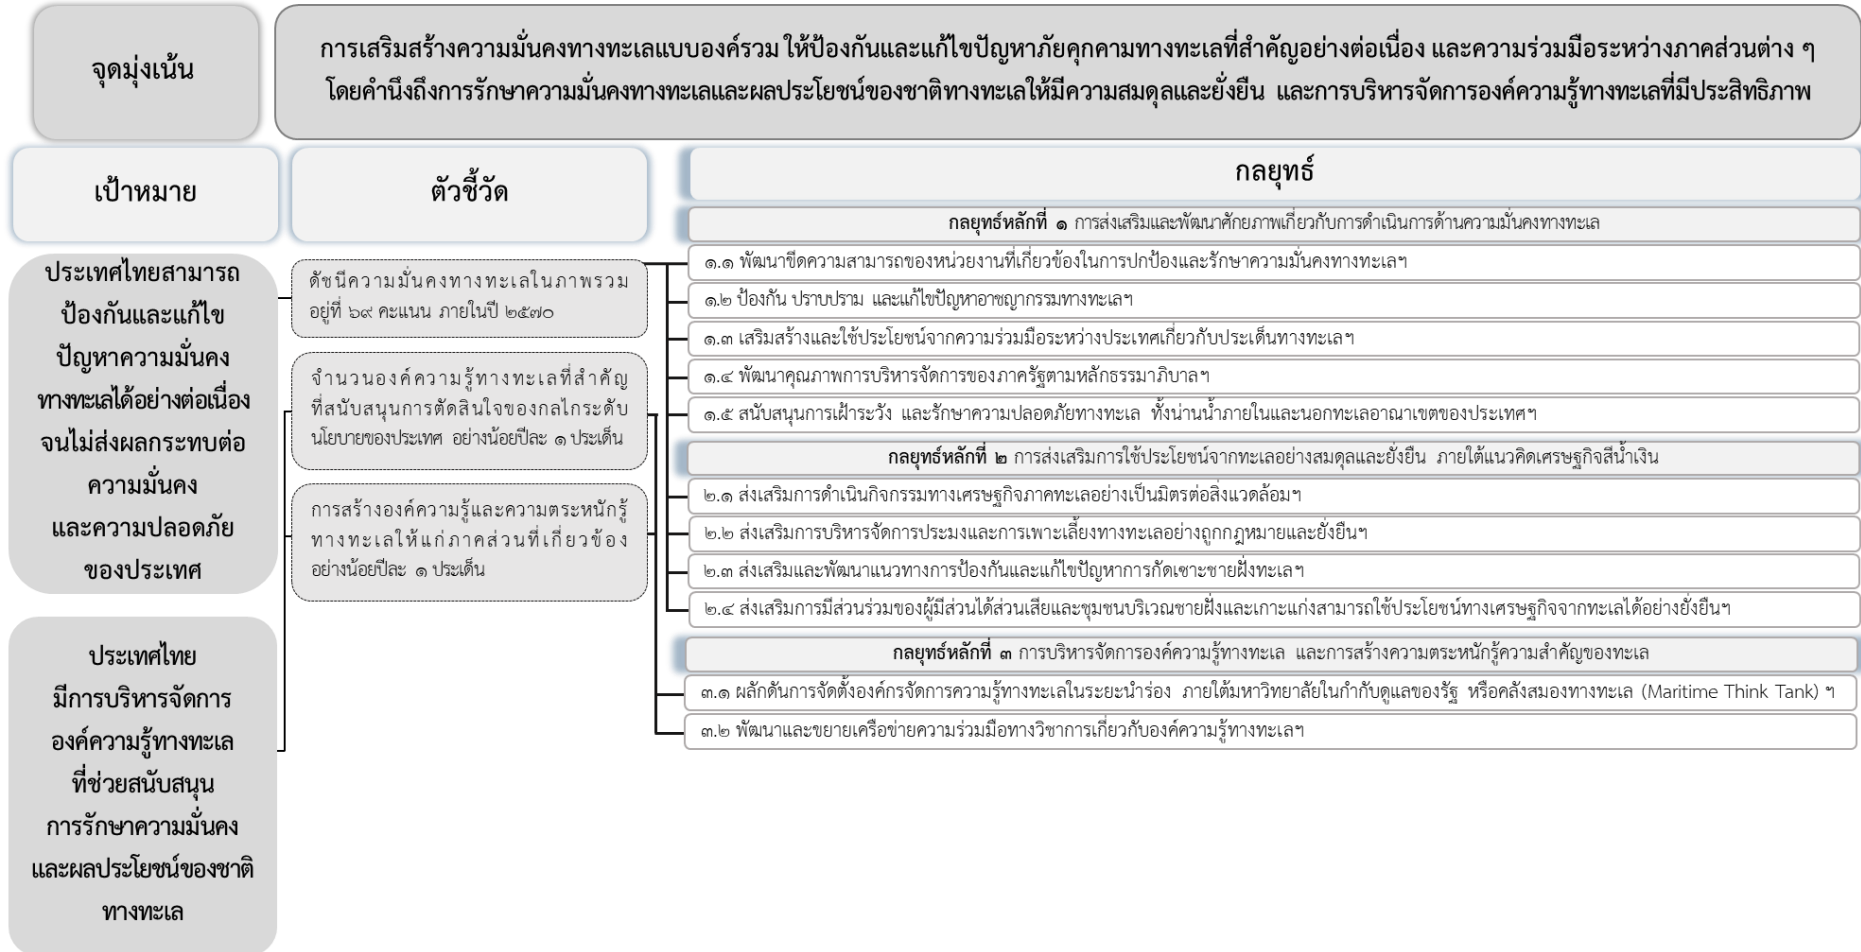 จุดมุ่งเน้น
การเสริมสร้างความมั่นคงทางทะเลแบบองค์รวม ให้ป้องกันและแก้ไขปัญหาภัยคุกคามทางทะเลที่สำคัญอย่างต่อเนื่อง และความร่วมมือระหว่างภาคส่วนต่าง ๆ
โดยคำนึงถึงการรักษาความมั่นคงทางทะเลและผลประโยชน์ของชาติทางทะเลให้มีความสมดุลและยั่งยืน และการบริหารจัดการองค์ความรู้ทางทะเลที่มีประสิทธิภาพ
เป้าหมาย
ประเทศไทยสามารถ
ป้องกันและแก้ไข
ปัญหาความมั่นคง
ทางทะเลได้อย่างต่อเนื่อง
จนไม่ส่งผลกระทบต่อ
ความมั่นคง
และความปลอดภัย
ของประเทศ
ประเทศไทย
มีการบริหารจัดการ
องค์ความรู้ทางทะเล
ที่ช่วยสนับสนุน
การรักษาความมั่นคง
และผลประโยชน์ของชาติ
ทางทะเล
ตัวชี้วัด
ดัชนีความมั่นคงทางทะเลในภาพรวม
อยู่ที่ ๖๙ คะแนน ภายในปี ๒๕๗๐
จำนวนองค์ความรู้ทางทะเลที่สำคัญ
ที่สนับสนุนการตัดสินใจของกลไกระดับ
นโยบายของประเทศ อย่างน้อยปีละ ๑ ประเด็น
การสร้างองค์ความรู้และความตระหนักรู้
ทางทะเลให้แก่ภาคส่วนที่เกี่ยวข้อง
อย่างน้อยปีละ ๑ ประเด็น
กลยุทธ์
กลยุทธ์หลักที่ ๑ การส่งเสริมและพัฒนาศักยภาพเกี่ยวกับการดำเนินการด้านความมั่นคงทางทะเล
๑.๑ พัฒนาขีดความสามารถของหน่วยงานที่เกี่ยวข้องในการปกป้องและรักษาความมั่นคงทางทะเลฯ
๑.๒ ป้องกัน ปราบปราม และแก้ไขปัญหาอาชญากรรมทางทะเลฯ
๑.๓ เสริมสร้างและใช้ประโยชน์จากความร่วมมือระหว่างประเทศเกี่ยวกับประเด็นทางทะเลฯ
๑.๔ พัฒนาคุณภาพการบริหารจัดการของภาครัฐตามหลักธรรมาภิบาลฯ
๑.๕ สนับสนุนการเฝ้าระวัง และรักษาความปลอดภัยทางทะเล ทั้งน่านน้ำภายในและนอกทะเลอาณาเขตของประเทศฯ
กลยุทธ์หลักที่ ๒ การส่งเสริมการใช้ประโยชน์จากทะเลอย่างสมดุลและยั่งยืน ภายใต้แนวคิดเศรษฐกิจสีน้ำเงิน
๒.๑ ส่งเสริมการดำเนินกิจกรรมทางเศรษฐกิจภาคทะเลอย่างเป็นมิตรต่อสิ่งแวดล้อมฯ
๒.๒ ส่งเสริมการบริหารจัดการประมงและการเพาะเลี้ยงทางทะเลอย่างถูกกฎหมายและยั่งยืนฯ
๒.๓ ส่งเสริมและพัฒนาแนวทางการป้องกันและแก้ไขปัญหาการกัดเซาะชายฝั่งทะเลฯ
๒.๔ ส่งเสริมการมีส่วนร่วมของผู้มีส่วนได้ส่วนเสียและชุมชนบริเวณชายฝั่งและเกาะแก่งสามารถใช้ประโยชน์ทางเศรษฐกิจจากทะเลได้อย่างยั่งยืนฯ
กลยุทธ์หลักที่ ๓ การบริหารจัดการองค์ความรู้ทางทะเล และการสร้างความตระหนักรู้ความสำคัญของทะเล
๓.๑ ผลักดันการจัดตั้งองค์กรจัดการความรู้ทางทะเลในระยะนำร่อง ภายใต้มหาวิทยาลัยในกำกับดูแลของรัฐ หรือคลังสมองทางทะเล (Maritime Think Tank) ฯ
๓.๒ พัฒนาและขยายเครือข่ายความร่วมมือทางวิชาการเกี่ยวกับองค์ความรู้ทางทะเลฯ